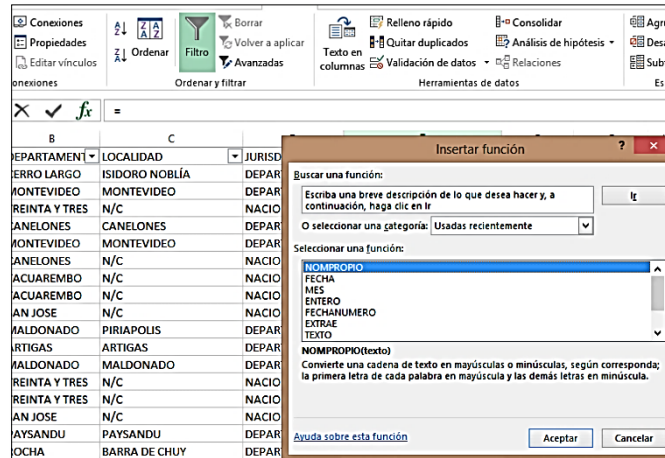 Conexiones
Propiedades
Editar vínculos
onexiones
Ordenar
Filtro
Borrar
Volver a aplicar
Avanzadas
Ordenar y filtrar
Texto en
columnas
Relleno rápido
Quitar duplicados
Validación de datos
Consolidar
Análisis de hipótesis
Relaciones
Herramientas de datos
Agru
Desa
Subt
Es
fx =
B C
DEPARTAMENT LOCALIDAD JURISD
CERRO LARGO ISIDORO NOBLÍA DEPAR
MONTEVIDEO MONTEVIDEO DEPAR
TREINTA Y TRES N/C NACIO
CANELONES CANELONES DEPAR
MONTEVIDEO MONTEVIDEO DEPAR
CANELONES N/C NACIO
TACUAREMBO N/C NACIO
TACUAREMBO N/C NACIO
SAN JOSE N/C NACIO
MALDONADO PIRIAPOLIS DEPAR
ARTIGAS ARTIGAS DEPAR
MALDONADO MALDONADO DEPAR
TREINTA Y TRES N/C NACIO
TREINTA Y TRES N/C NACIO
SAN JOSE N/C NACIO
PAYSANDU PAYSANDU DEPAR
ROCHA BARRA DE CHUY DEPAR
Insertar función
Buscar una función:
Escriba una breve descripción de lo que desea hacer y, a
continuación, haga clic en Ir
Ir
O seleccionar una categoría: Usadas recientemente
Seleccionar una función:
NOMPROPIO
FECHA
MES
ENTERO
FECHANUMERO
EXTRAE
TEXTO
NOMPROPIO(texto)
Convierte una cadena de texto en mayúsculas o minúsculas, según corresponda;
la primera letra de cada palabra en mayúscula y las demás letras en minúscula.
Ayuda sobre esta función
Aceptar
Cancelar